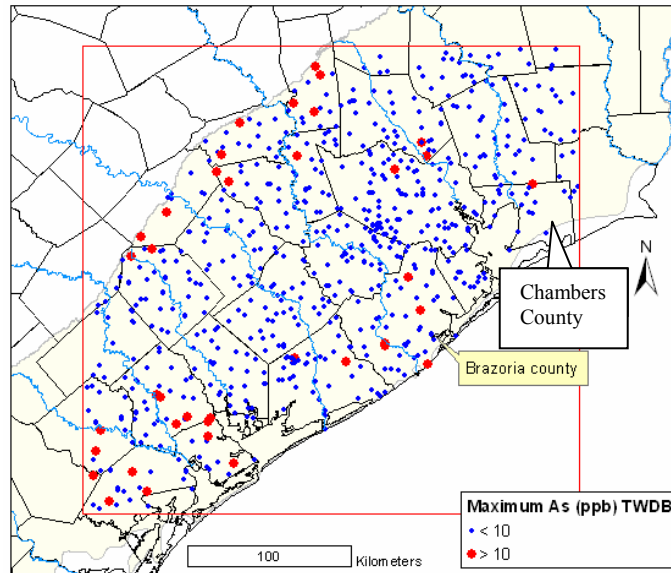 N
Chambers
County
Brazoria county
Maximum As (ppb) TWDB
< 10
> 10
100
Kilometers